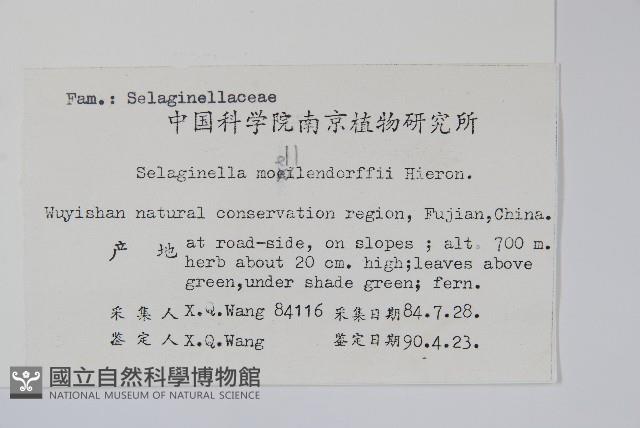 Fam.: Selaginellaceae
中国科学院南京植物研究所
ll
Selaginella moellendorffii Hieron.
Wuyishan natural conservation region, Fujian,China.
产 地 at road-side, on slopes ; alt. 700 m.
herb about 20 cm. high;leaves above
green,under shade green; fern.
采集人 X.Q.Wang 84116 采集日期 84.7.28.
鉴定人 X.Q.Wang 鉴定日期 90.4.23.
國立自然科學博物館
NATIONAL MUSEUM OF NATURAL SCIENCE